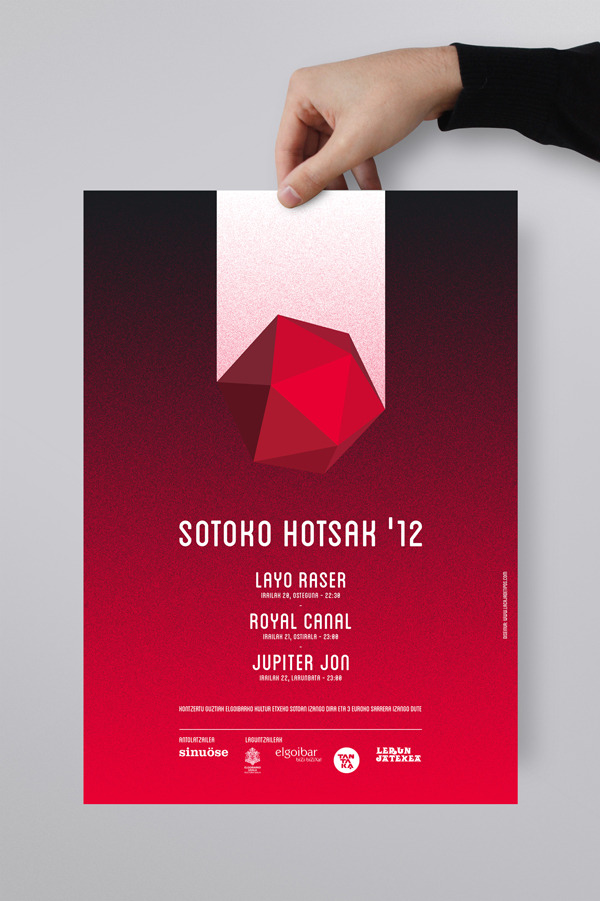 SOTOKO HOTSAK '12
LAYO RASER
IRAILAK 20, OSTEGUNA - 22:30
-
ROYAL CANAL
IRAILAK 21, OSTIRALA - 23:00
-
JUPITER JON
IRAILAK 22, LARUNBATA - 23:00
KONTZERTU GUZTIAK ELGOIBARKO KULTUR ETXEKO SOTOAN IZANGO DIRA ETA 3 EUROKO SARRERA IZANGO DUTE
ANTOLATZAILEA
LAGUNTZAILEAK
sinuöse
elgoibar
biZi-biZiXa!
TAN
TA
KA
LERUN
JATEXEA